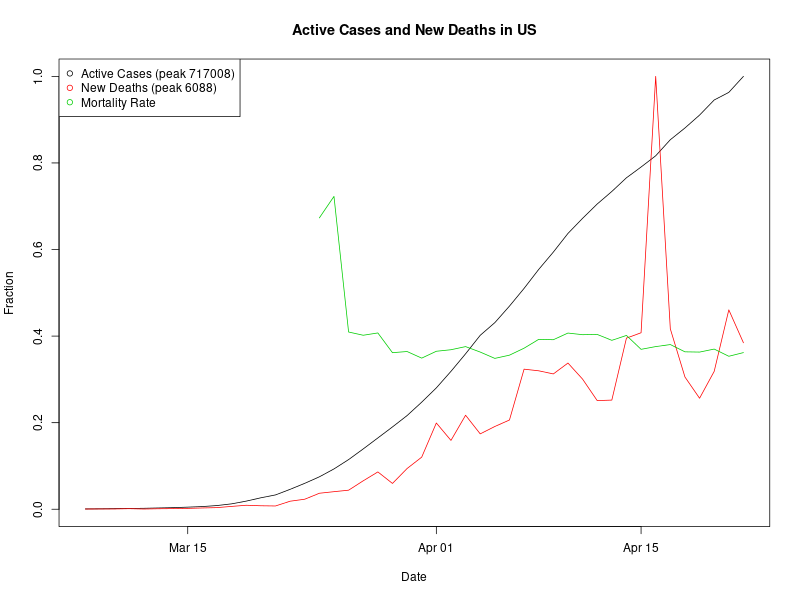 Active Cases and New Deaths in US
Active Cases (peak 717008)
New Deaths (peak 6088)
Mortality Rate
1.0
0.8
0.6
0.4
0.2
0.0
Fraction
Mar 15
Apr 01
Apr 15
Date